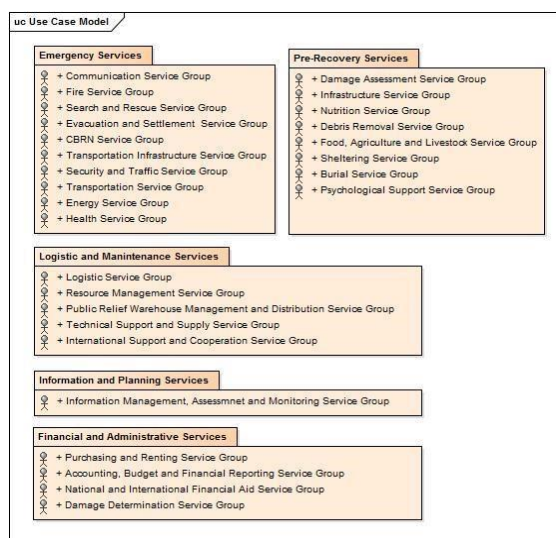 uc Use Case Model
Emergency Services
+ Communication Service Group
+ Fire Service Group
+ Search and Rescue Service Group
+ Evacuation and Settlement Service Group
+ CBRN Service Group
+ Transportation Infrastructure Service Group
+ Security and Traffic Service Group
+ Transportation Service Group
+ Energy Service Group
+ Health Service Group
Pre-Recovery Services
+ Damage Assessment Service Group
+ Infrastructure Service Group
+ Nutrition Service Group
+ Debris Removal Service Group
+ Food, Agriculture and Livestock Service Group
+ Sheltering Service Group
+ Burial Service Group
+ Psychological Support Service Group
Logistic and Manintenance Services
+ Logistic Service Group
+ Resource Management Service Group
+ Public Relief Warehouse Management and Distribution Service Group
+ Technical Support and Supply Service Group
+ International Support and Cooperation Service Group
Information and Planning Services
+ Information Management, Assessmnet and Monitoring Service Group
Financial and Administrative Services
+ Purchasing and Renting Service Group
+ Accounting, Budget and Financial Reporting Service Group
+ National and International Financial Aid Service Group
+ Damage Determination Service Group